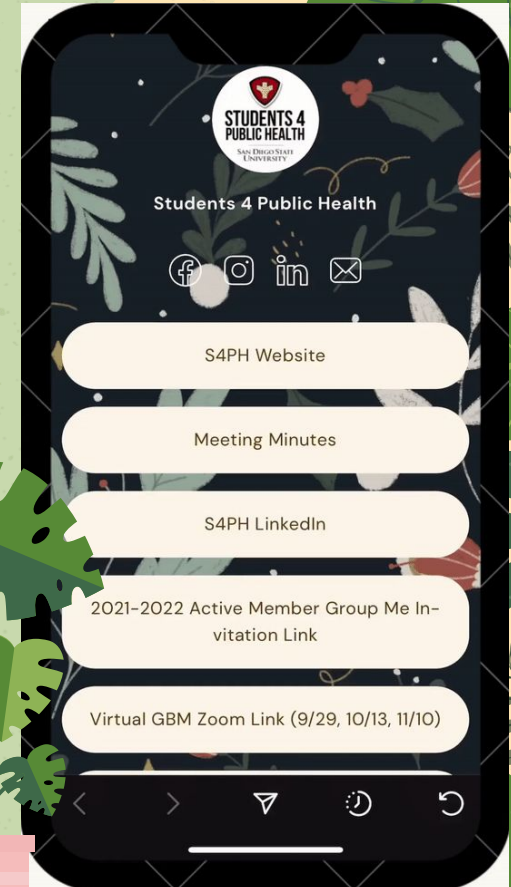 STUDENTS 4
PUBLIC HEALTH
SAN DIEGO STATE
UNIVERSITY
Students 4 Public Health
in
S4PH Website
Meeting Minutes
S4PH LinkedIn
2021-2022 Active Member Group Me In-
vitation Link
Virtual GBM Zoom Link (9/29, 10/13, 11/10)